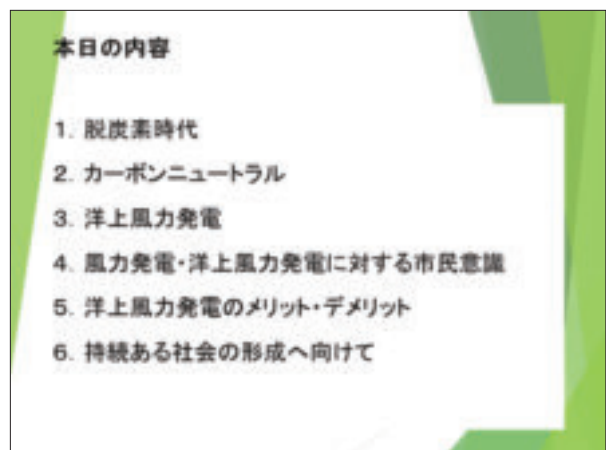 本日の内容
1. 脱炭素時代
2. カーボンニュートラル
3. 洋上風力発電
4. 風力発電・洋上風力発電に対する市民意識
5. 洋上風力発電のメリット・デメリット
6. 持続ある社会の形成へ向けて